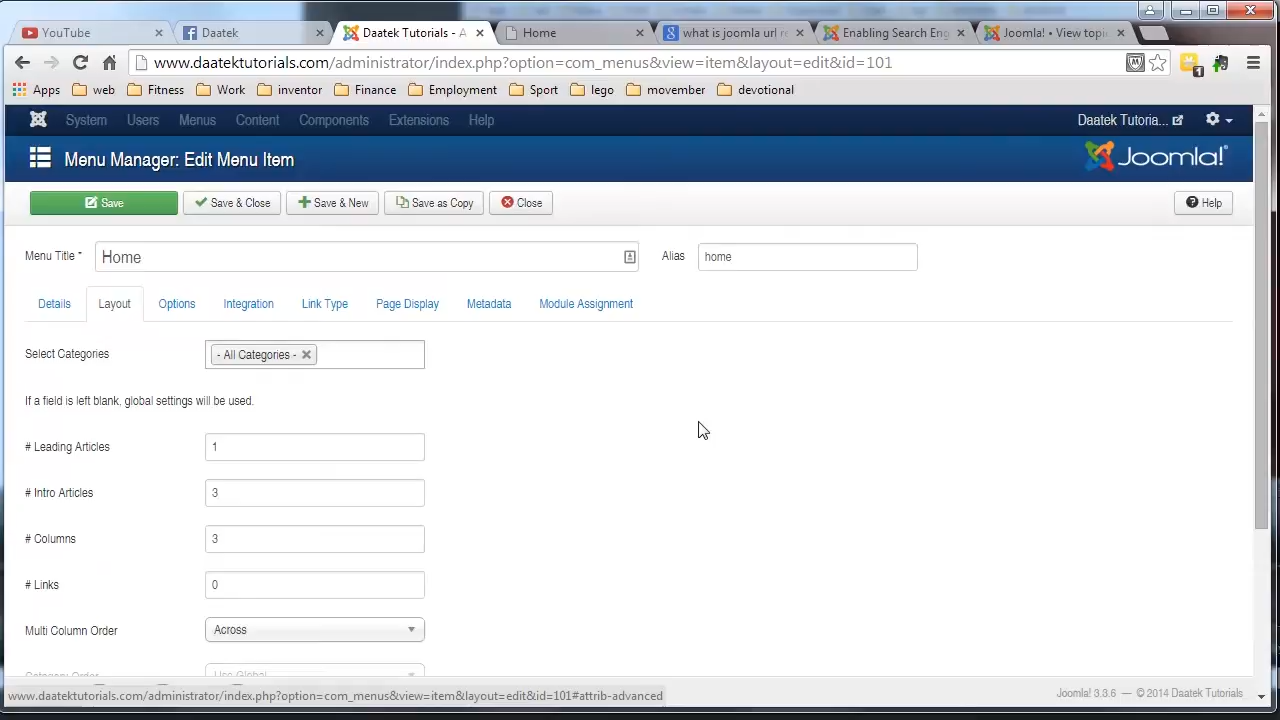 YouTube
Daatek
Daatek Tutorials - A
Home
what is joomla url re
Enabling Search Eng
Joomla! • View topi
www.daatektutorials.com/administrator/index.php?option=com_menus&view=item&layout=edit&id=101
1
Apps web Fitness Work inventor Finance Employment Sport lego movember devotional
System Users Menus Content Components Extensions Help Daatek Tutoria...
Menu Manager: Edit Menu Item
Joomla!®
Save Save & Close Save & New Save as Copy Close Help
Menu Title * Home Alias home
Details Layout Options Integration Link Type Page Display Metadata Module Assignment
Select Categories - All Categories -
If a field is left blank, global settings will be used.
# Leading Articles 1
# Intro Articles 3
# Columns 3
# Links 0
Multi Column Order Across
Category Order Use Global
www.daatektutorials.com/administrator/index.php?option=com_menus&view=item&layout=edit&id=101#attrib-advanced
Joomla! 3.3.6 — © 2014 Daatek Tutorials